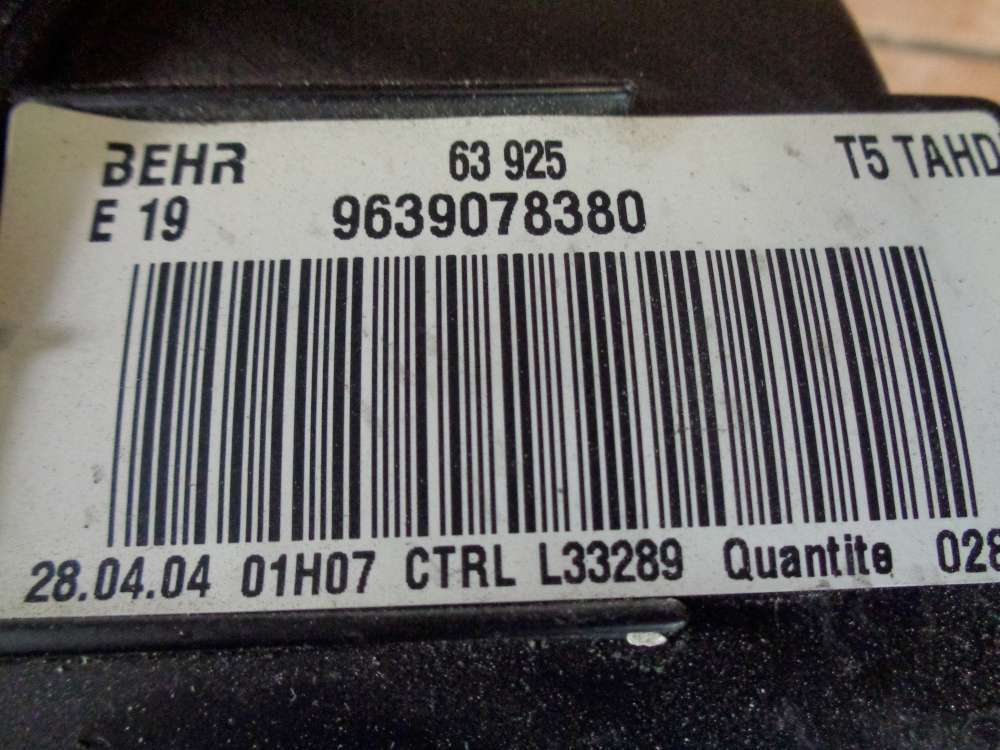 BEHR 63 925 T5 TAHD
E 19 9639078380
28.04.04 01H07 CTRL L33289 Quantite 028